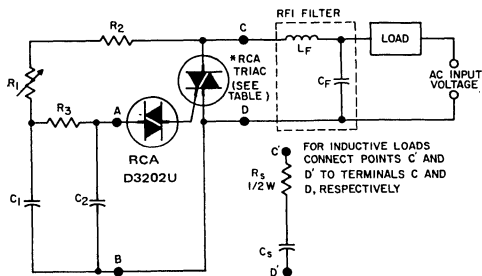 RFI FILTER
C
R2
LF
LOAD
*RCA
TRIAC
(SEE
TABLE)
CF
AC INPUT
VOLTAGE
R1
R3
A
D
RCA
D3202U
FOR INDUCTIVE LOADS
CONNECT POINTS C' AND
D' TO TERMINALS C AND
D, RESPECTIVELY
C'
RS
1/2 W
C1
C2
CS
B
D'